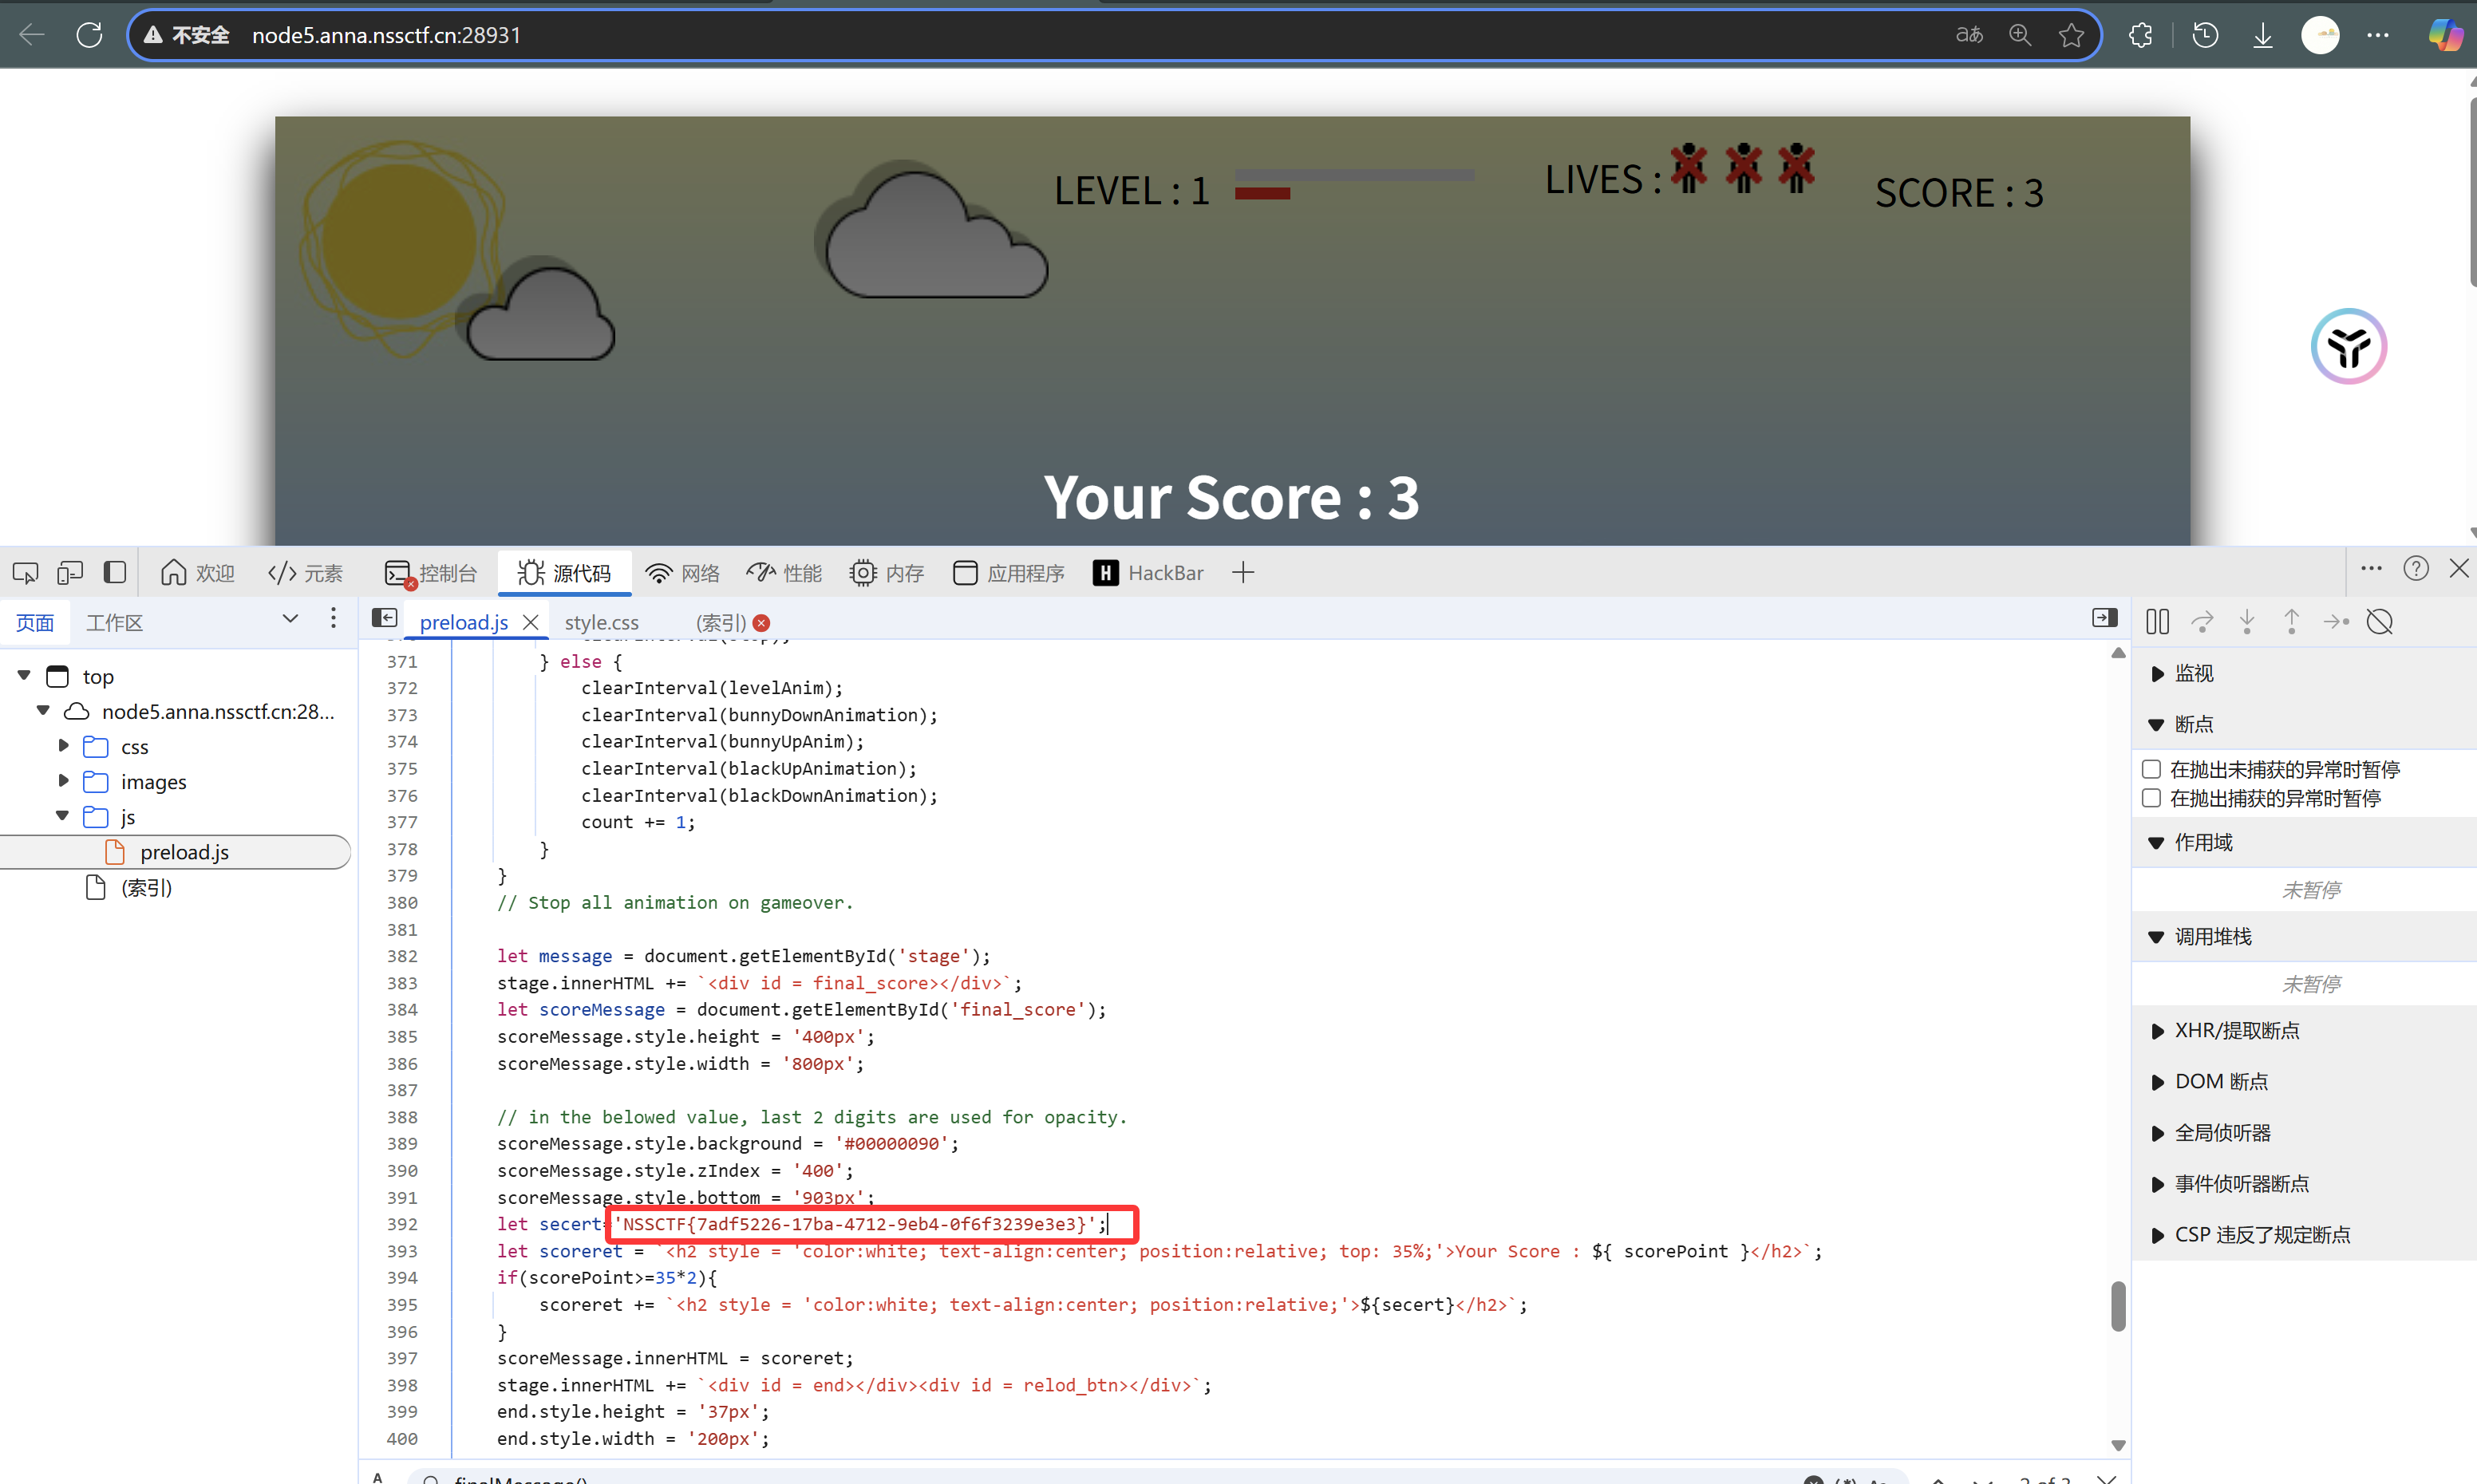 不安全 node5.anna.nssctf.cn:28931
LEVEL : 1
LIVES :
SCORE : 3
Your Score : 3
欢迎 元素 控制台 源代码 网络 性能 内存 应用程序 HackBar
页面 工作区
preload.js style.css (索引)
top
node5.anna.nssctf.cn:28...
css
images
js
preload.js
(索引)
371 } else {
372 clearInterval(levelAnim);
373 clearInterval(bunnyDownAnimation);
374 clearInterval(bunnyUpAnim);
375 clearInterval(blackUpAnimation);
376 clearInterval(blackDownAnimation);
377 count += 1;
378 }
379 }
380 // Stop all animation on gameover.
381
382 let message = document.getElementById('stage');
383 stage.innerHTML += `<div id = final_score></div>`;
384 let scoreMessage = document.getElementById('final_score');
385 scoreMessage.style.height = '400px';
386 scoreMessage.style.width = '800px';
387
388 // in the belowed value, last 2 digits are used for opacity.
389 scoreMessage.style.background = '#00000090';
390 scoreMessage.style.zIndex = '400';
391 scoreMessage.style.bottom = '903px';
392 let secert='NSSCTF{7adf5226-17ba-4712-9eb4-0f6f3239e3e3}';
393 let scoreret = `<h2 style = 'color:white; text-align:center; position:relative; top: 35%;'>Your Score : ${ scorePoint }</h2>`;
394 if(scorePoint>=35*2){
395 scoreret += `<h2 style = 'color:white; text-align:center; position:relative;'>${secert}</h2>`;
396 }
397 scoreMessage.innerHTML = scoreret;
398 stage.innerHTML += `<div id = end></div><div id = relod_btn></div>`;
399 end.style.height = '37px';
400 end.style.width = '200px';
监视
断点
在抛出未捕获的异常时暂停
在抛出捕获的异常时暂停
作用域
未暂停
调用堆栈
未暂停
XHR/提取断点
DOM 断点
全局侦听器
事件侦听器断点
CSP 违反了规定断点